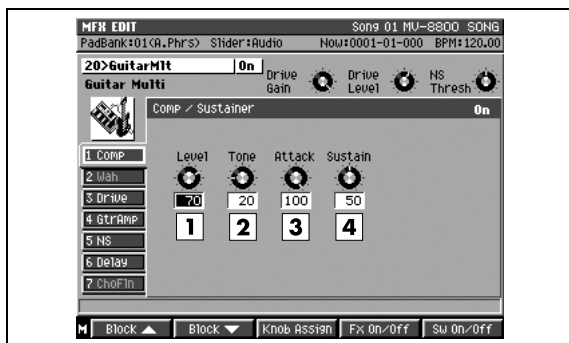 MFX EDIT Song 01 MV-8800 SONG
PadBank:01(A.Phrs) Slider:Audio Now:0001-01-000 BPM:120.00
20>GuitarMlt On
Guitar Multi
Drive Gain
Drive Level
NS Thresh
Comp / Sustainer On
1 Comp
2 Wah
3 Drive
4 GtrAmp
5 NS
6 Delay
7 ChoFln
Level Tone Attack Sustain
70 20 100 50
1 2 3 4
M Block ▲ Block ▼ Knob Assign Fx On/Off Sw On/Off